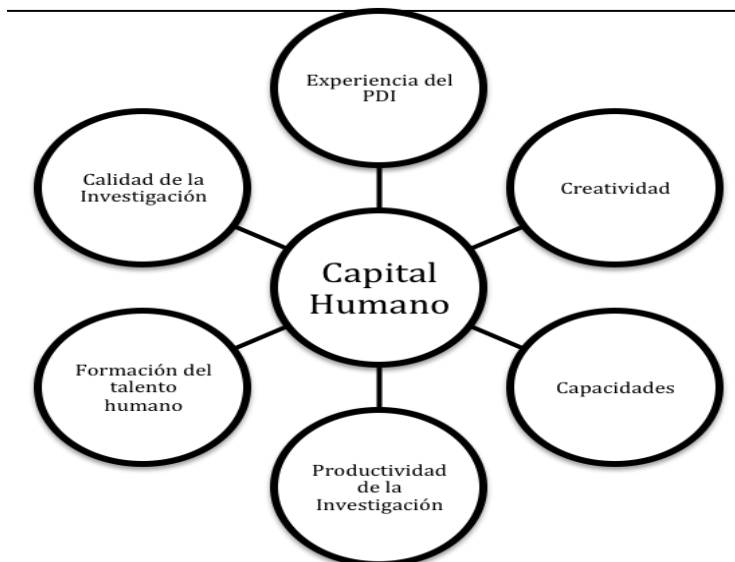 Experiencia del
PDI
Calidad de la
Investigación
Creatividad
Capital
Humano
Formación del
talento
humano
Capacidades
Productividad
de la
Investigación